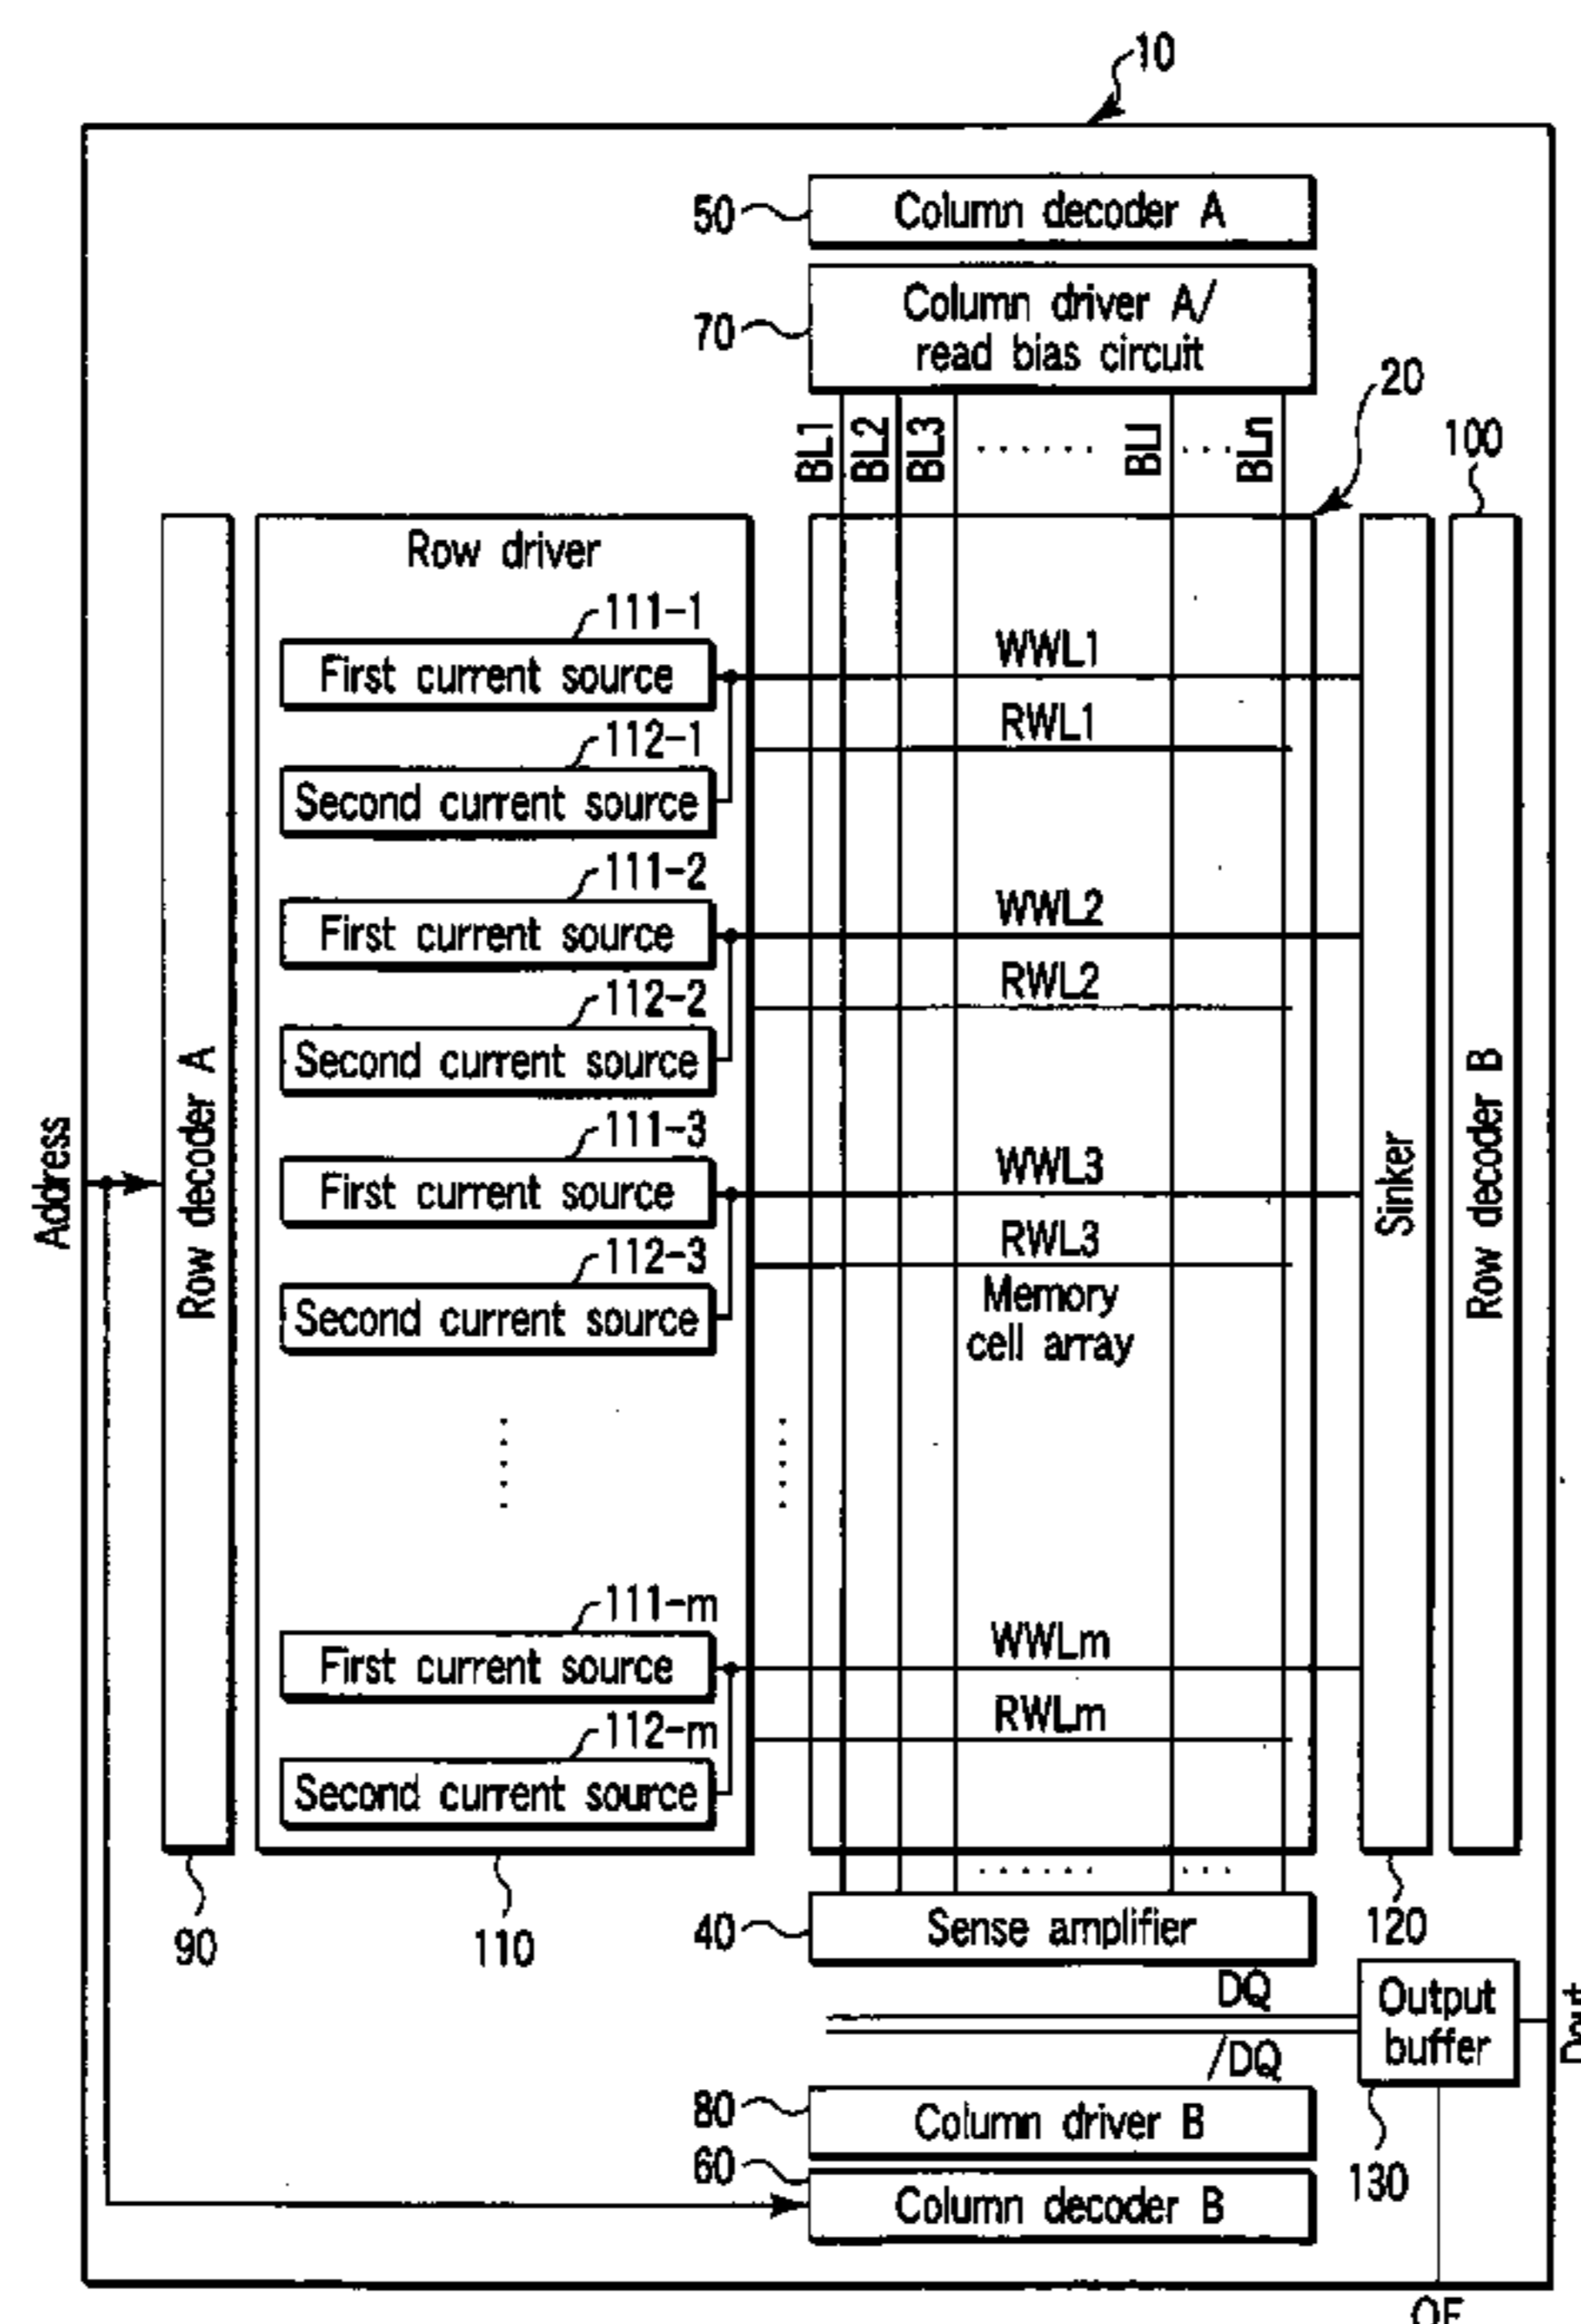 10
50
Column decoder A
70
Column driver A/
read bias circuit
20
100
BL1
BL2
BL3
BLi
BLn
Row driver
111-1
First current source
WWL1
112-1
RWL1
Second current source
111-2
First current source
WWL2
112-2
RWL2
Second current source
111-3
First current source
WWL3
112-3
RWL3
Second current source
Memory
cell array
Address
Row decoder A
Sinker
Row decoder B
111-m
First current source
WWLm
112-m
RWLm
Second current source
90
110
40
Sense amplifier
120
DQ
/DQ
Output
buffer
Dout
80
Column driver B
130
60
Column decoder B
OE